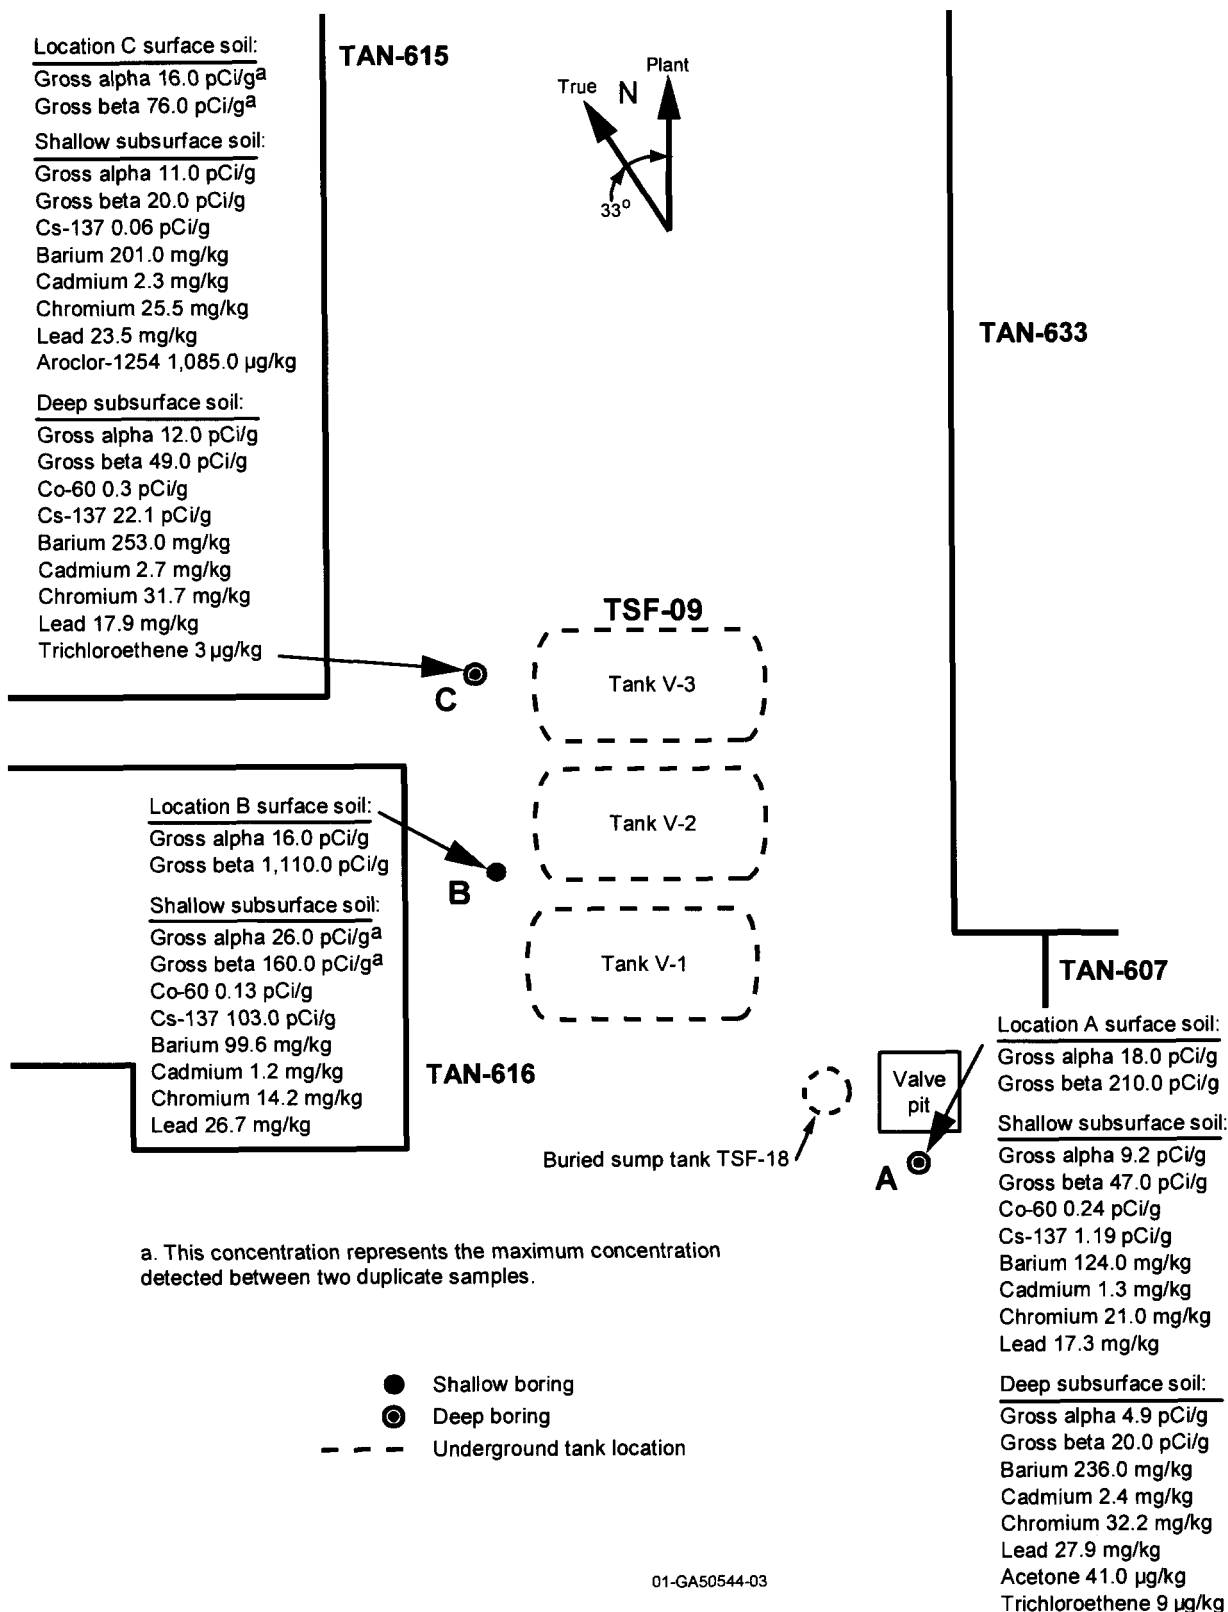 Location C surface soil:
Gross alpha 16.0 pCi/gª
Gross beta 76.0 pCi/gª
Shallow subsurface soil:
Gross alpha 11.0 pCi/g
Gross beta 20.0 pCi/g
Cs-137 0.06 pCi/g
Barium 201.0 mg/kg
Cadmium 2.3 mg/kg
Chromium 25.5 mg/kg
Lead 23.5 mg/kg
Aroclor-1254 1,085.0 µg/kg
Deep subsurface soil:
Gross alpha 12.0 pCi/g
Gross beta 49.0 pCi/g
Co-60 0.3 pCi/g
Cs-137 22.1 pCi/g
Barium 253.0 mg/kg
Cadmium 2.7 mg/kg
Chromium 31.7 mg/kg
Lead 17.9 mg/kg
Trichloroethene 3 µg/kg
TAN-615
Plant
True
N
33°
TAN-633
TSF-09
Tank V-3
C
Tank V-2
B
Tank V-1
Location B surface soil:
Gross alpha 16.0 pCi/g
Gross beta 1,110.0 pCi/g
Shallow subsurface soil:
Gross alpha 26.0 pCi/gª
Gross beta 160.0 pCi/gª
Co-60 0.13 pCi/g
Cs-137 103.0 pCi/g
Barium 99.6 mg/kg
Cadmium 1.2 mg/kg
Chromium 14.2 mg/kg
Lead 26.7 mg/kg
TAN-616
TAN-607
Valve
pit
Buried sump tank TSF-18
A
Location A surface soil:
Gross alpha 18.0 pCi/g
Gross beta 210.0 pCi/g
Shallow subsurface soil:
Gross alpha 9.2 pCi/g
Gross beta 47.0 pCi/g
Co-60 0.24 pCi/g
Cs-137 1.19 pCi/g
Barium 124.0 mg/kg
Cadmium 1.3 mg/kg
Chromium 21.0 mg/kg
Lead 17.3 mg/kg
Deep subsurface soil:
Gross alpha 4.9 pCi/g
Gross beta 20.0 pCi/g
Barium 236.0 mg/kg
Cadmium 2.4 mg/kg
Chromium 32.2 mg/kg
Lead 27.9 mg/kg
Acetone 41.0 µg/kg
Trichloroethene 9 µg/kg
a. This concentration represents the maximum concentration
detected between two duplicate samples.
Shallow boring
Deep boring
Underground tank location
01-GA50544-03